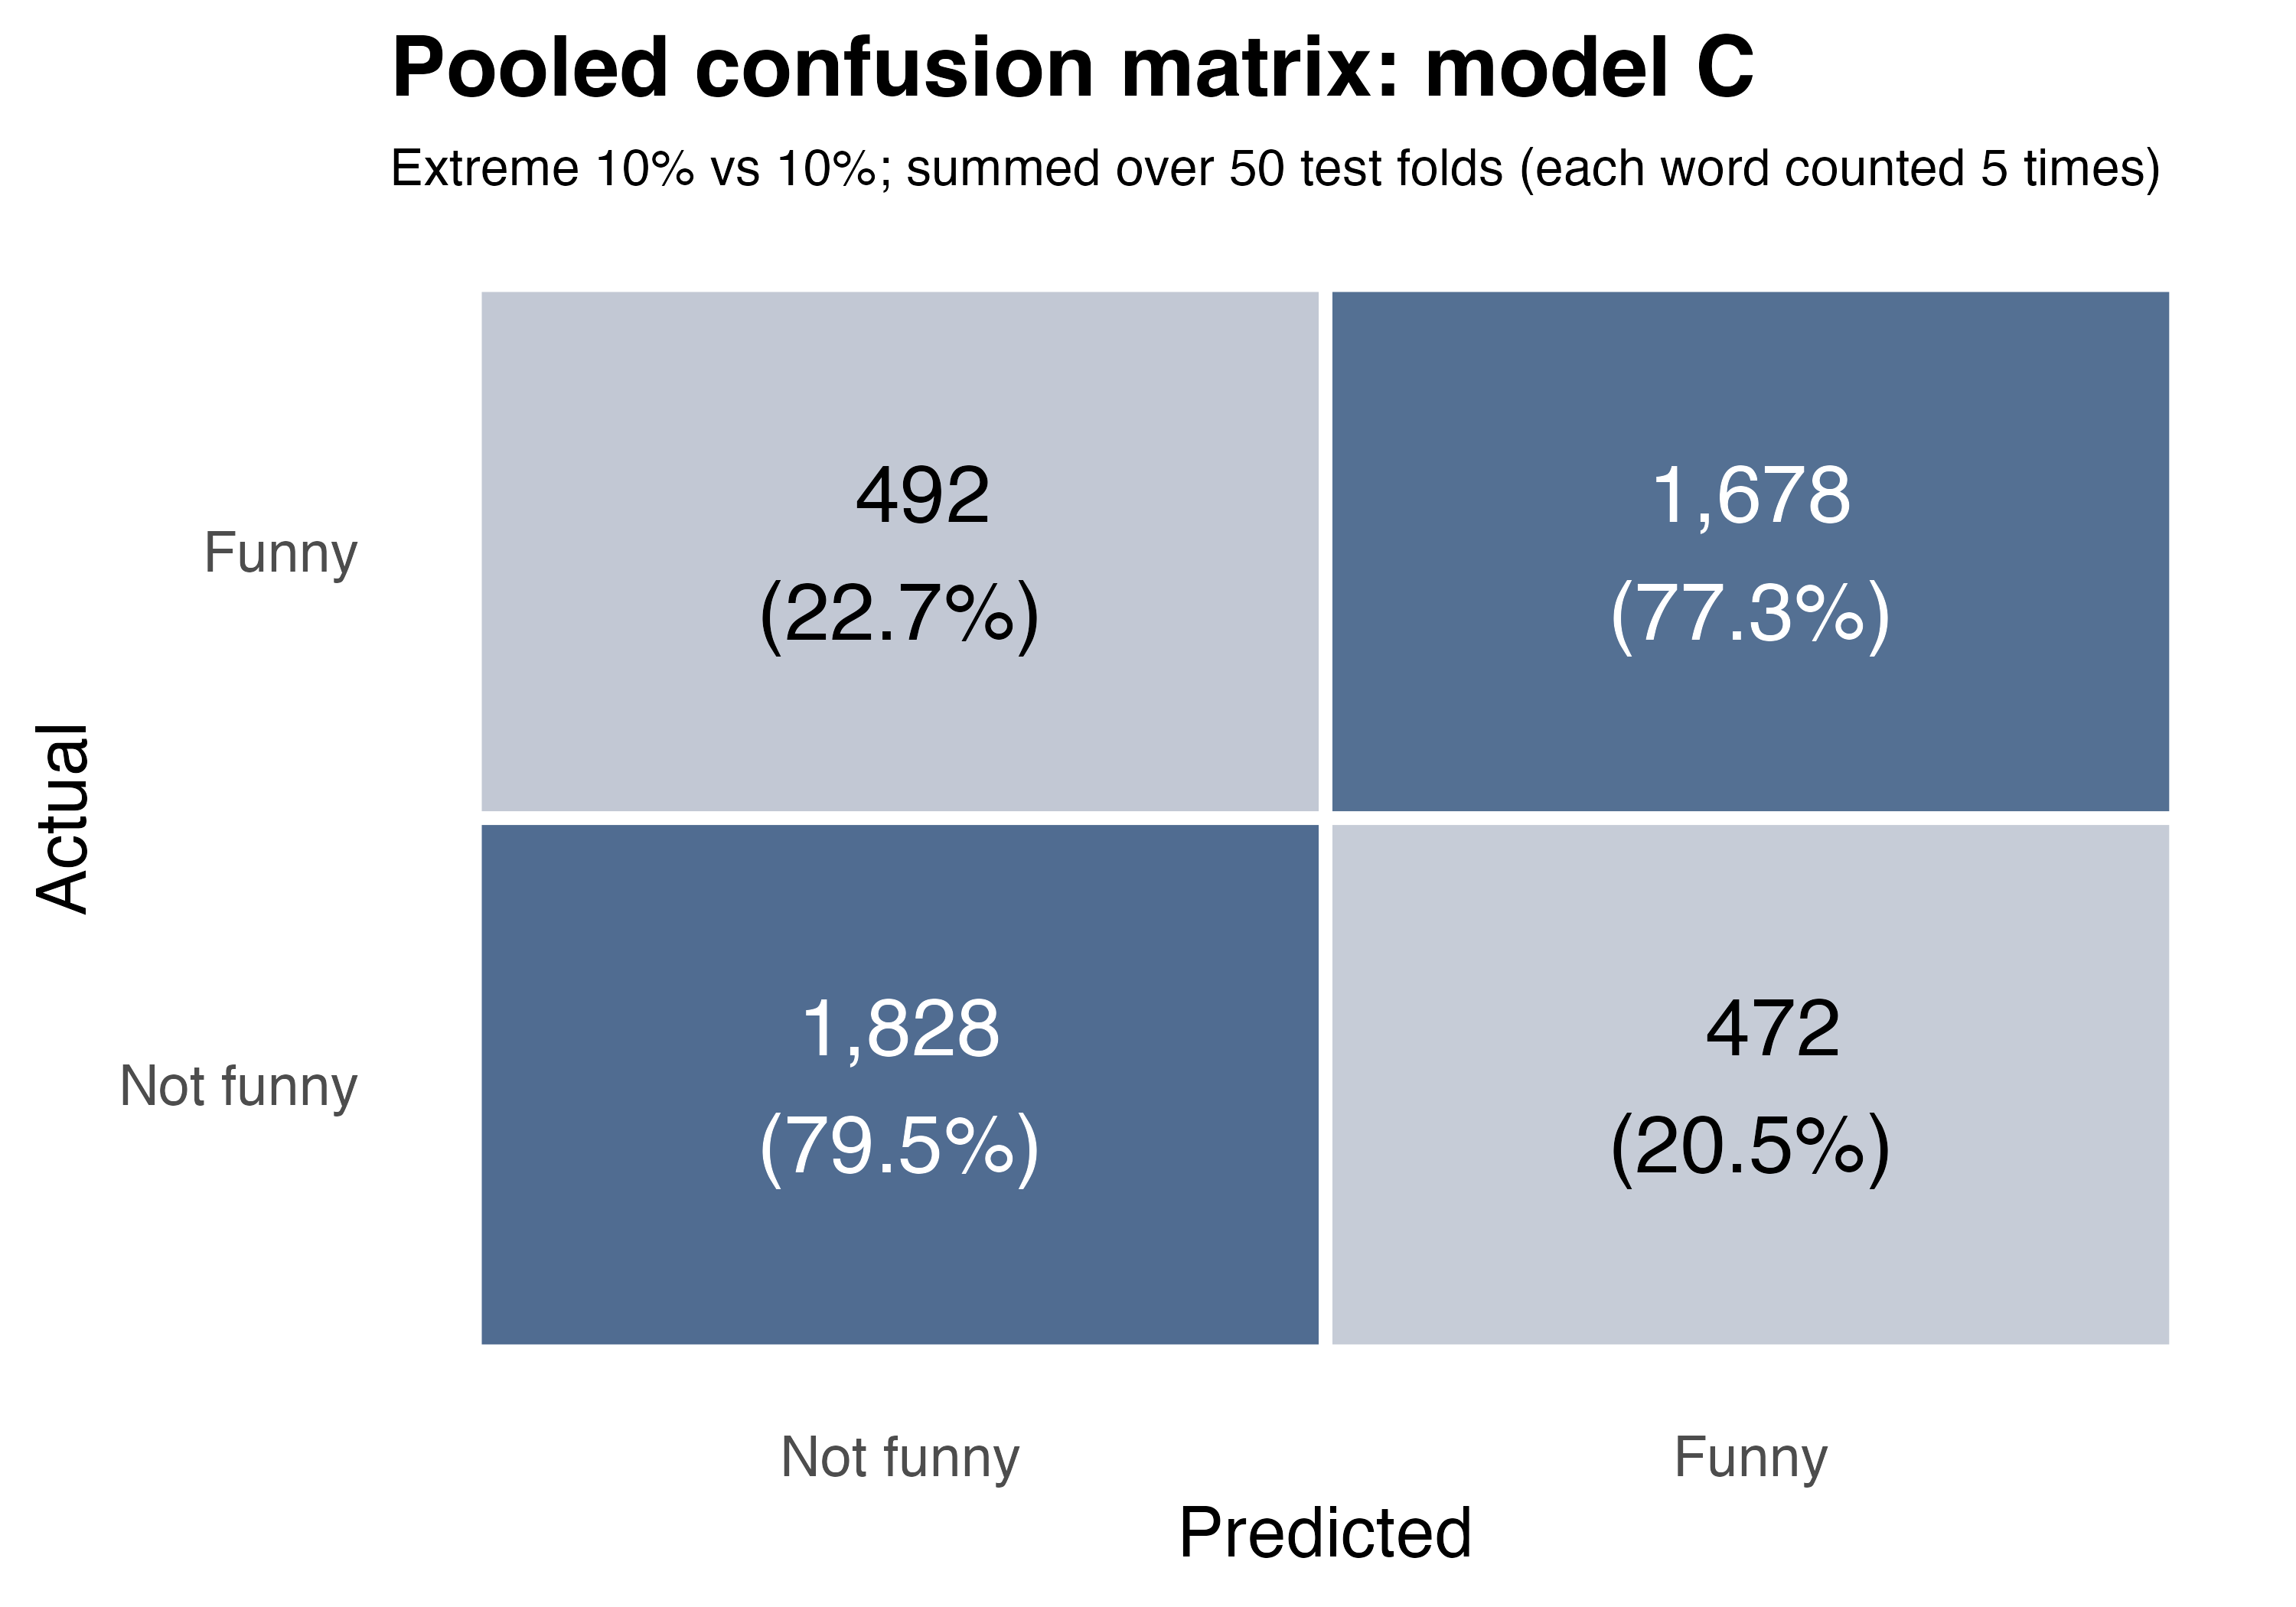 Pooled confusion matrix: model C
Extreme 10% vs 10%; summed over 50 test folds (each word counted 5 times)
Actual
Funny
492
(22.7%)
1,678
(77.3%)
Not funny
1,828
(79.5%)
472
(20.5%)
Not funny
Funny
Predicted